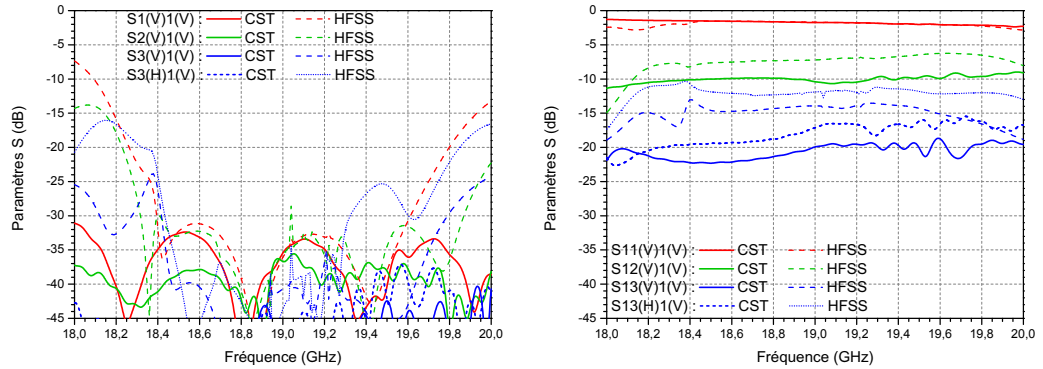 S1(V)1(V) : CST HFSS
S2(V)1(V) : CST HFSS
S3(V)1(V) : CST HFSS
S3(H)1(V) : CST HFSS
0
-5
-10
-15
-20
-25
-30
-35
-40
-45
Paramètres S (dB)
18,0 18,2 18,4 18,6 18,8 19,0 19,2 19,4 19,6 19,8 20,0
Fréquence (GHz)
0
-5
-10
-15
-20
-25
-30
-35
-40
-45
Paramètres S (dB)
S11(V)1(V) : CST HFSS
S12(V)1(V) : CST HFSS
S13(V)1(V) : CST HFSS
S13(H)1(V) : CST HFSS
18,0 18,2 18,4 18,6 18,8 19,0 19,2 19,4 19,6 19,8 20,0
Fréquence (GHz)